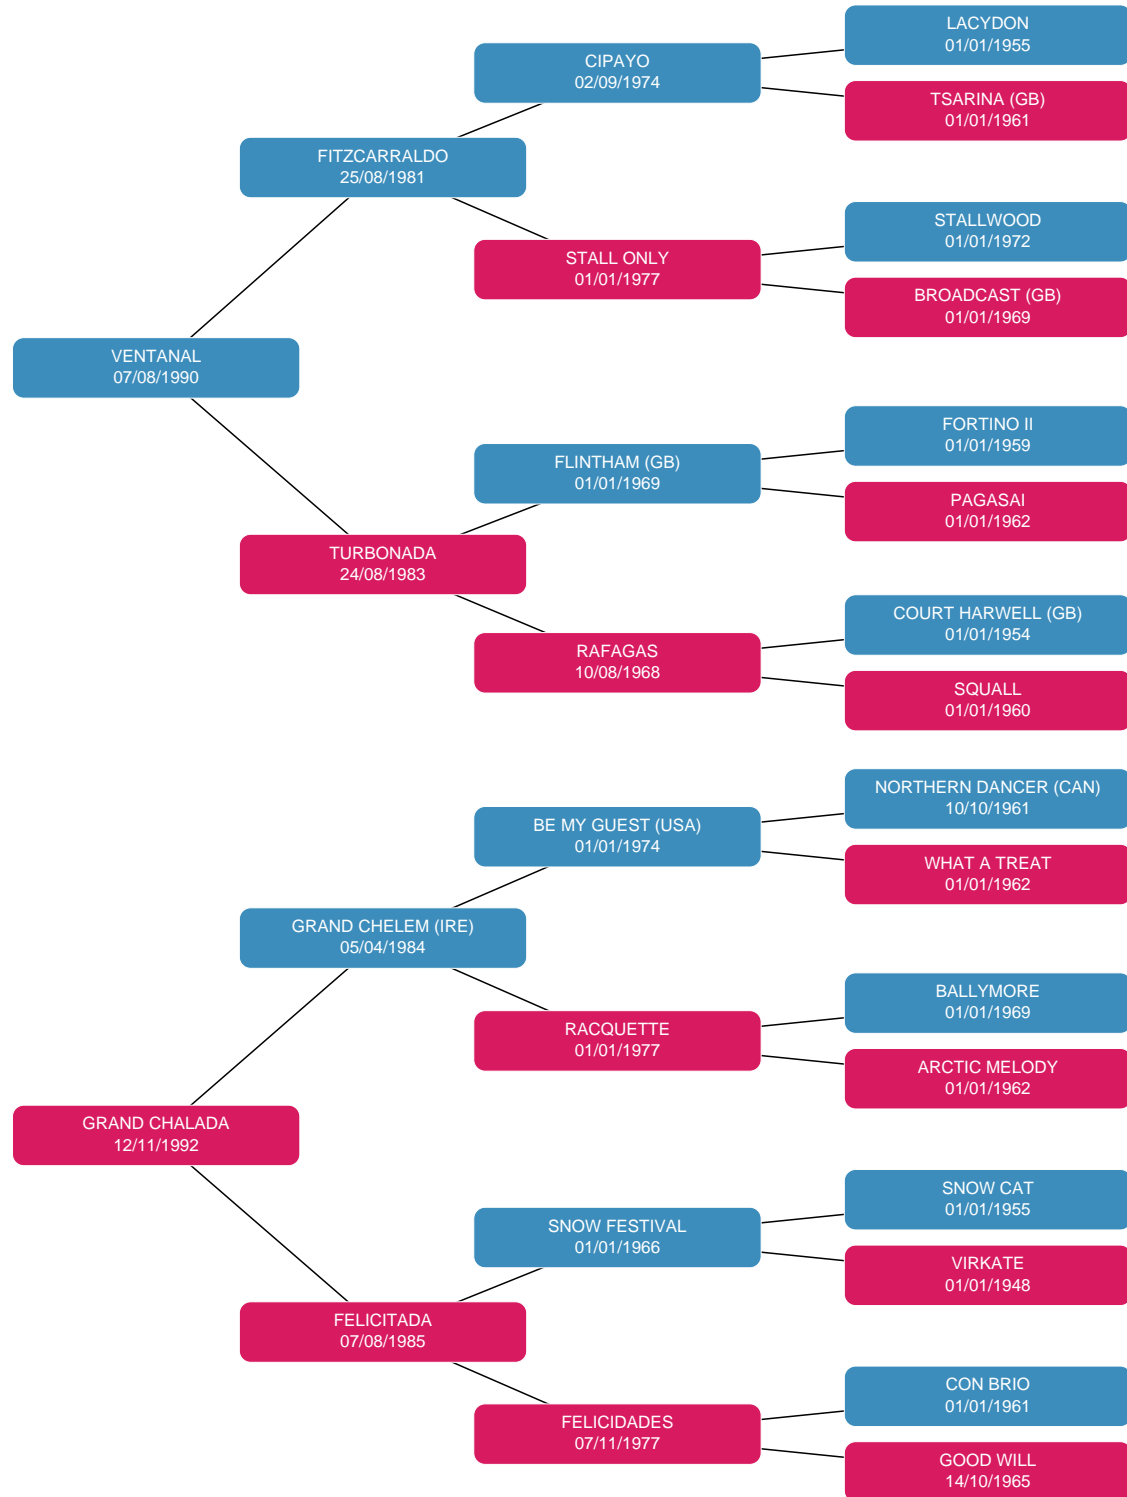 LACYDON
01/01/1955
CIPAYO
02/09/1974
TSARINA (GB)
01/01/1961
FITZCARRALDO
25/08/1981
STALLWOOD
01/01/1972
STALL ONLY
01/01/1977
BROADCAST (GB)
01/01/1969
VENTANAL
07/08/1990
FORTINO II
01/01/1959
FLINTHAM (GB)
01/01/1969
PAGASAI
01/01/1962
TURBONADA
24/08/1983
COURT HARWELL (GB)
01/01/1954
RAFAGAS
10/08/1968
SQUALL
01/01/1960
NORTHERN DANCER (CAN)
10/10/1961
BE MY GUEST (USA)
01/01/1974
WHAT A TREAT
01/01/1962
GRAND CHELEM (IRE)
05/04/1984
BALLYMORE
01/01/1969
RACQUETTE
01/01/1977
ARCTIC MELODY
01/01/1962
GRAND CHALADA
12/11/1992
SNOW CAT
01/01/1955
SNOW FESTIVAL
01/01/1966
VIRKATE
01/01/1948
FELICITADA
07/08/1985
CON BRIO
01/01/1961
FELICIDADES
07/11/1977
GOOD WILL
14/10/1965